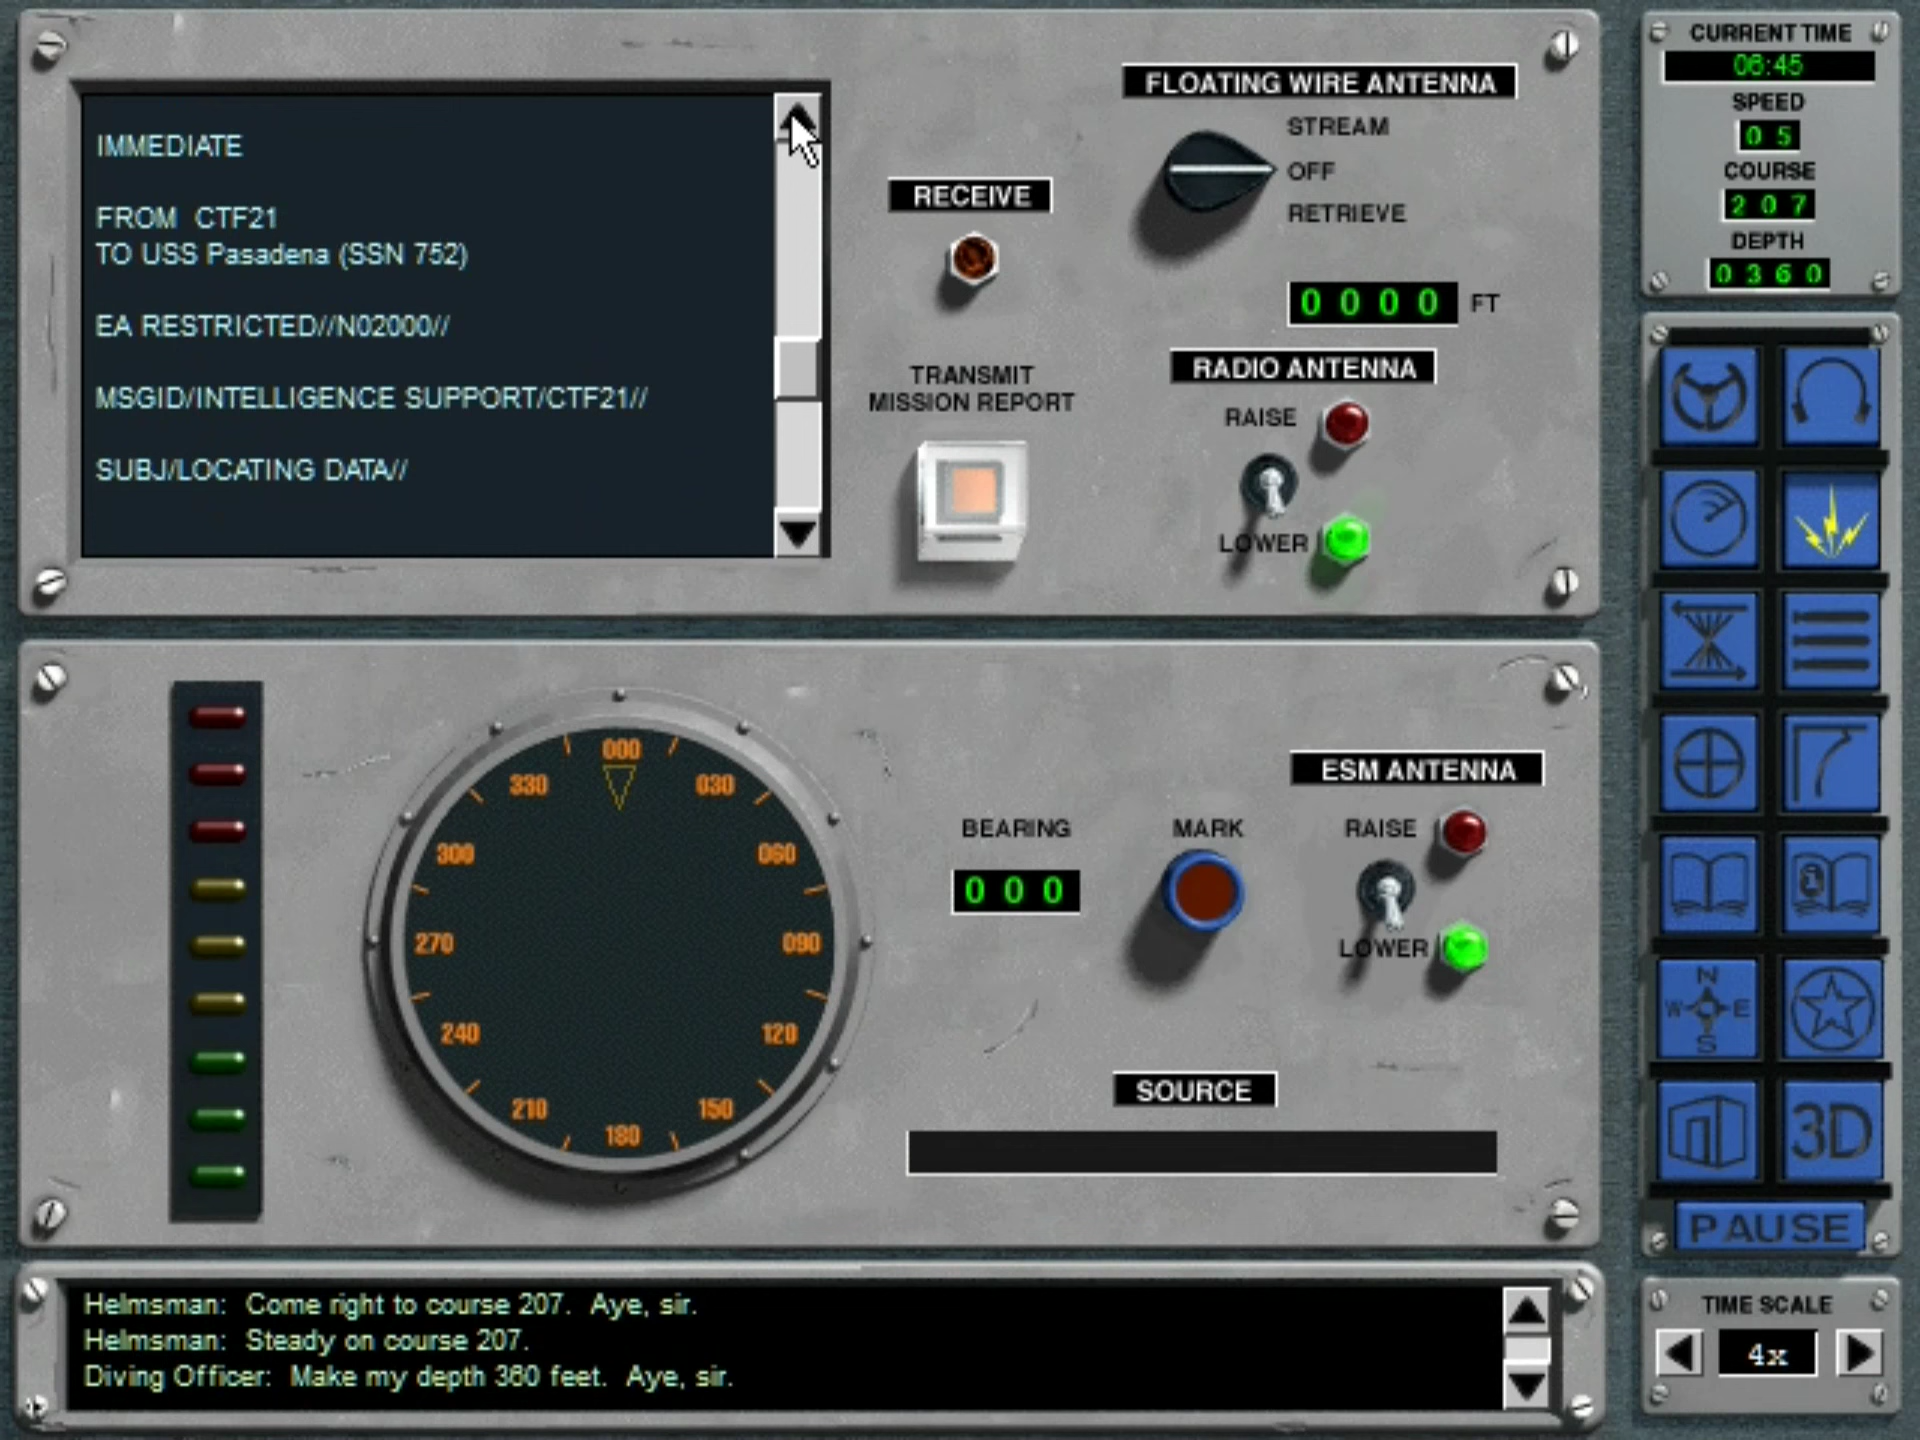 IMMEDIATE
FROM  CTF21
TO USS Pasadena (SSN 752)
EA RESTRICTED//N02000//
MSGID/INTELLIGENCE SUPPORT/CTF21//
SUBJ/LOCATING DATA//
RECEIVE
TRANSMIT
MISSION REPORT
FLOATING WIRE ANTENNA
STREAM
OFF
RETRIEVE
0000 FT
RADIO ANTENNA
RAISE
LOWER
CURRENT TIME
06:45
SPEED
05
COURSE
207
DEPTH
0360
000
030
060
090
120
150
180
210
240
270
300
330
BEARING
000
MARK
ESM ANTENNA
RAISE
LOWER
SOURCE
N
W E
S
3D
PAUSE
Helmsman:  Come right to course 207.  Aye, sir.
Helmsman:  Steady on course 207.
Diving Officer:  Make my depth 360 feet.  Aye, sir.
TIME SCALE
4x